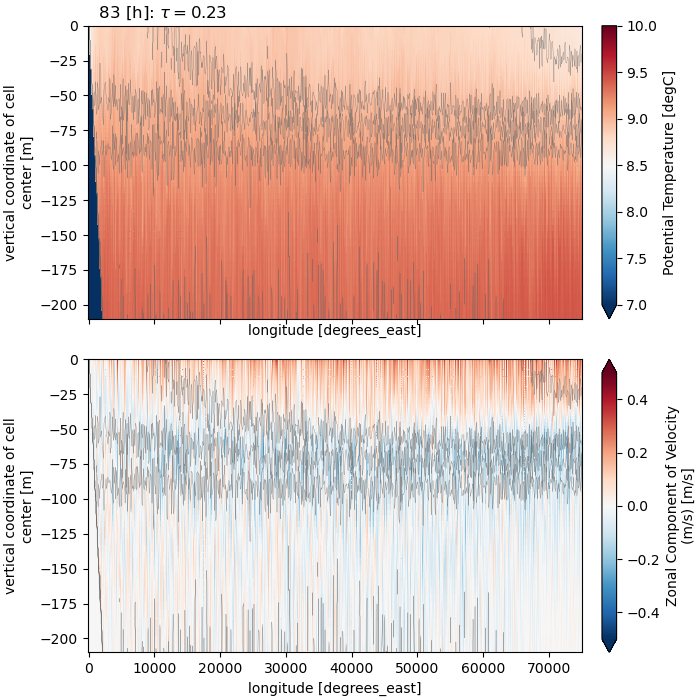 83 [h]: τ = 0.23
0
−25
−50
−75
−100
−125
−150
−175
−200
vertical coordinate of cell
center [m]
longitude [degrees_east]
10.0
9.5
9.0
8.5
8.0
7.5
7.0
Potential Temperature [degC]
0
−25
−50
−75
−100
−125
−150
−175
−200
vertical coordinate of cell
center [m]
0 10000 20000 30000 40000 50000 60000 70000
longitude [degrees_east]
0.4
0.2
0.0
−0.2
−0.4
Zonal Component of Velocity
(m/s) [m/s]